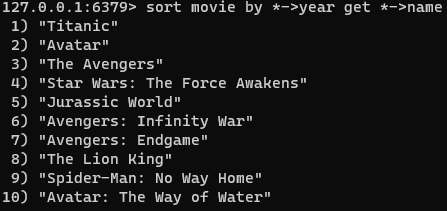 127.0.0.1:6379> sort movie by *->year get *->name
1) "Titanic"
2) "Avatar"
3) "The Avengers"
4) "Star Wars: The Force Awakens"
5) "Jurassic World"
6) "Avengers: Infinity War"
7) "Avengers: Endgame"
8) "The Lion King"
9) "Spider-Man: No Way Home"
10) "Avatar: The Way of Water"